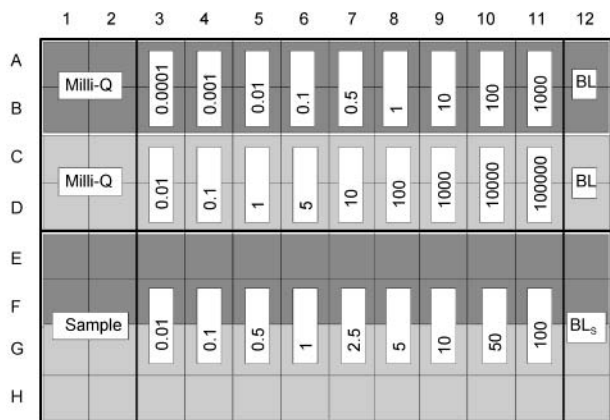 1 2 3 4 5 6 7 8 9 10 11 12
A
Milli-Q 0.0001 0.001 0.01 0.1 0.5 1 10 100 1000 BL
B
C
Milli-Q 0.01 0.1 1 5 10 100 1000 10000 100000 BL
D
E
F
Sample 0.01 0.1 0.5 1 2.5 5 10 50 100 BLS
G
H